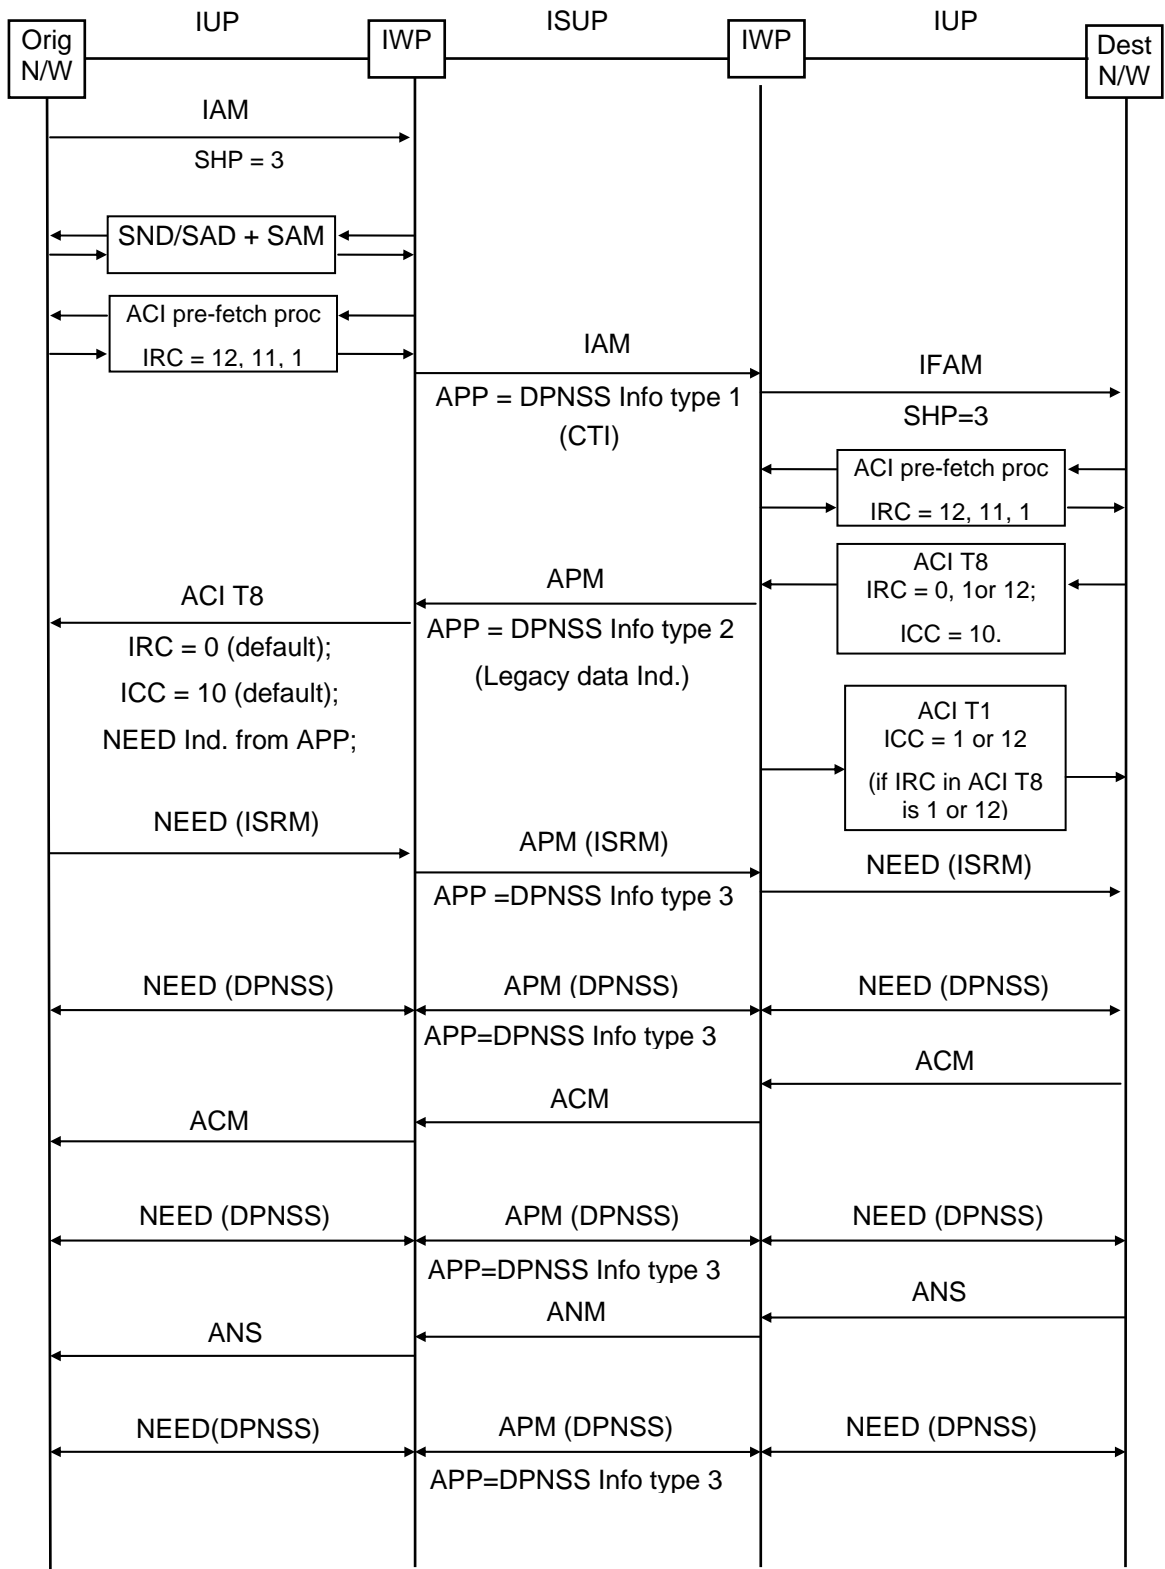 IUP
ISUP
IUP
Orig
N/W
IWP
IWP
Dest
N/W
IAM
SHP = 3
SND/SAD + SAM
ACI pre-fetch proc
IRC = 12, 11, 1
IAM
APP = DPNSS Info type 1
(CTI)
IFAM
SHP=3
ACI pre-fetch proc
IRC = 12, 11, 1
ACI T8
IRC = 0, 1or 12;
ICC = 10.
APM
APP = DPNSS Info type 2
(Legacy data Ind.)
ACI T8
IRC = 0 (default);
ICC = 10 (default);
NEED Ind. from APP;
ACI T1
ICC = 1 or 12
(if IRC in ACI T8
is 1 or 12)
NEED (ISRM)
APM (ISRM)
APP =DPNSS Info type 3
NEED (ISRM)
NEED (DPNSS)
APM (DPNSS)
NEED (DPNSS)
APP=DPNSS Info type 3
ACM
ACM
ACM
NEED (DPNSS)
APM (DPNSS)
NEED (DPNSS)
APP=DPNSS Info type 3
ANS
ANM
ANS
NEED(DPNSS)
APM (DPNSS)
NEED (DPNSS)
APP=DPNSS Info type 3